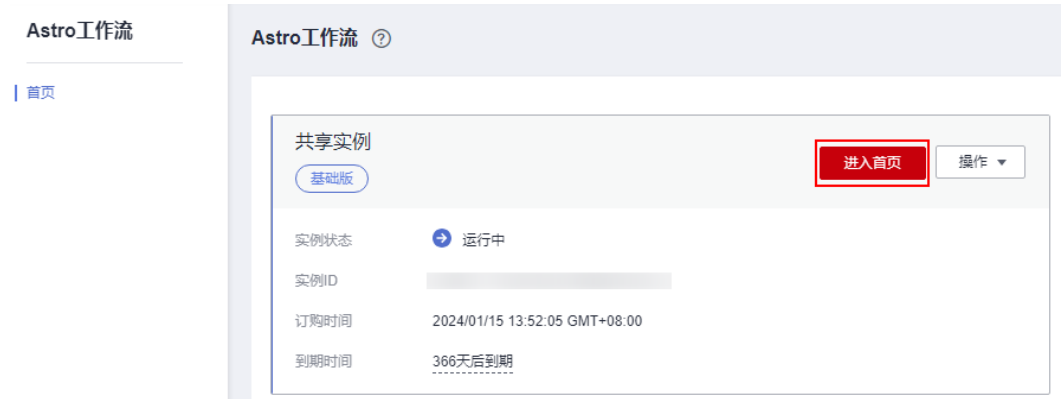 Astro工作流
首页
Astro工作流 ?
共享实例
基础版
进入首页
操作
实例状态
运行中
实例ID
订购时间
2024/01/15 13:52:05 GMT+08:00
到期时间
366天后到期